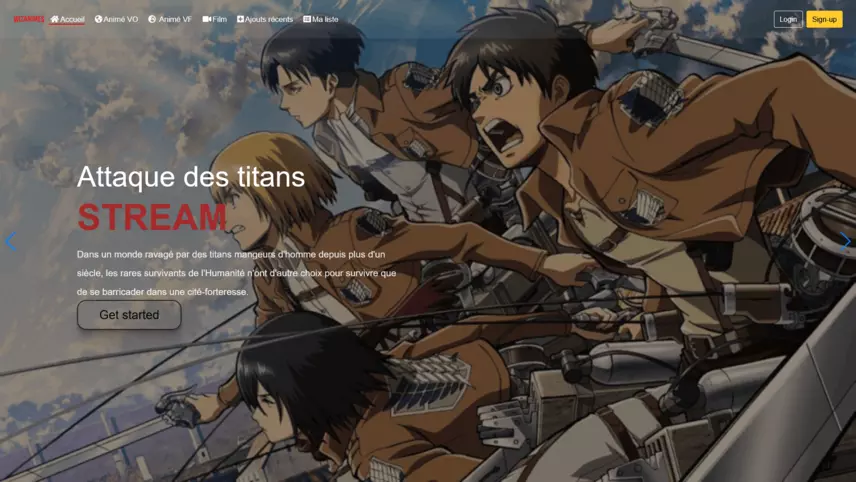 VOCANIMES
Accueil
Animé VO
Animé VF
Film
Ajouts récents
Ma liste
Login
Sign-up
Attaque des titans
STREAM
Dans un monde ravagé par des titans mangeurs d'homme depuis plus d'un
siècle, les rares survivants de l'Humanité n'ont d'autre choix pour survivre que
de se barricader dans une cité-forteresse.
Get started